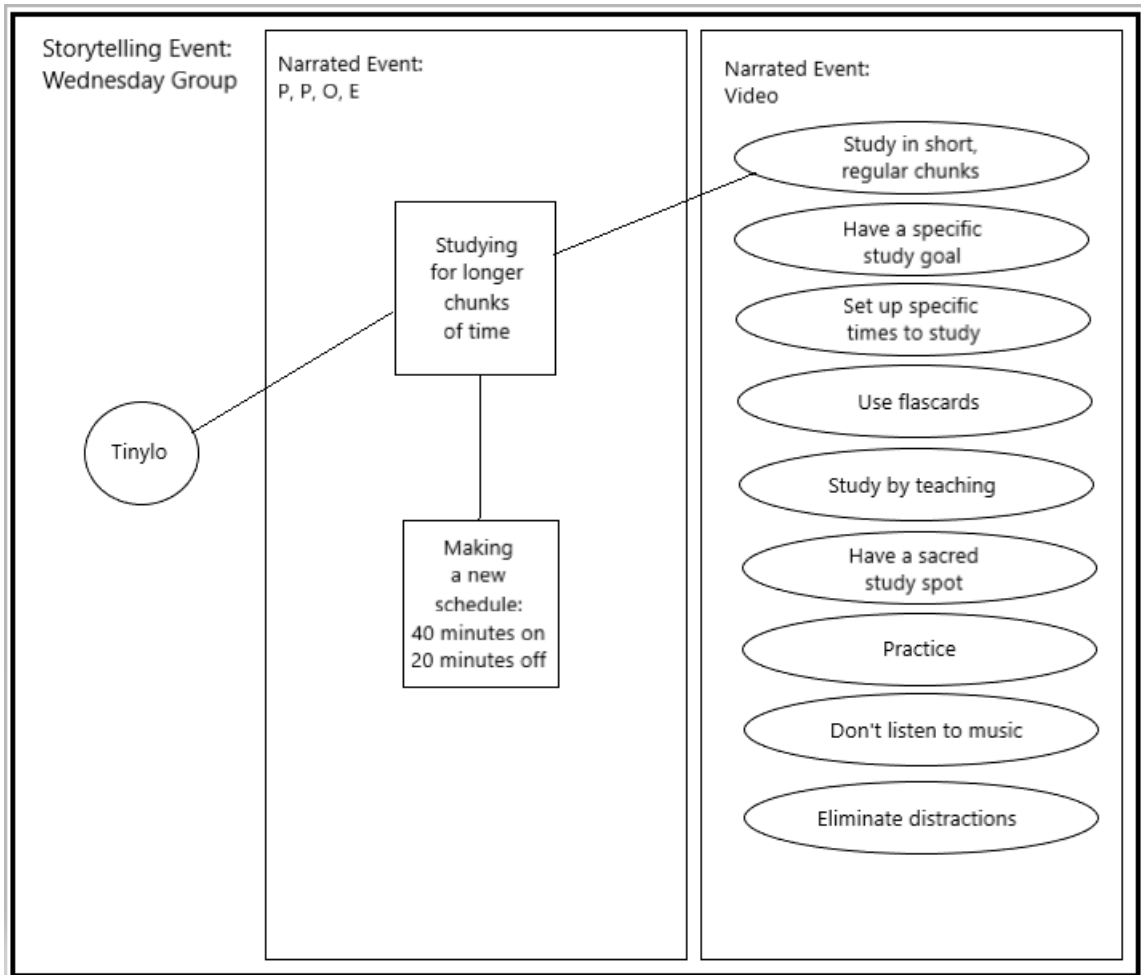 Storytelling Event:
Wednesday Group
Narrated Event:
P, P, O, E
Narrated Event:
Video
Tinylo
Studying
for longer
chunks
of time
Making
a new
schedule:
40 minutes on
20 minutes off
Study in short,
regular chunks
Have a specific
study goal
Set up specific
times to study
Use flascards
Study by teaching
Have a sacred
study spot
Practice
Don't listen to music
Eliminate distractions